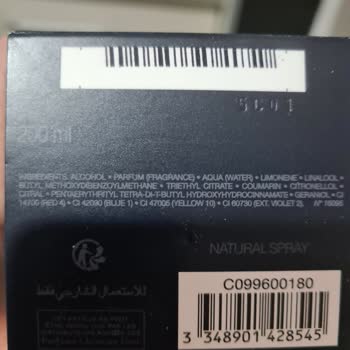 5C01
200 ml
INGREDIENTS: ALCOHOL • PARFUM (FRAGRANCE) • AQUA (WATER) • LIMONENE • LINALOOL •
BUTYL METHOXYDIBENZOYLMETHANE • TRIETHYL CITRATE • COUMARIN • CITRONELLOL •
CITRAL • PENTAERYTHRITYL TETRA-DI-T-BUTYL HYDROXYHYDROCINNAMATE • GERANIOL • CI
14700 (RED 4) • CI 42090 (BLUE 1) • CI 47005 (YELLOW 10) • CI 60730 (EXT. VIOLET 2).
NATURAL SPRAY
للاستعمال الخارجي فقط
C099600180
3 348901 428545